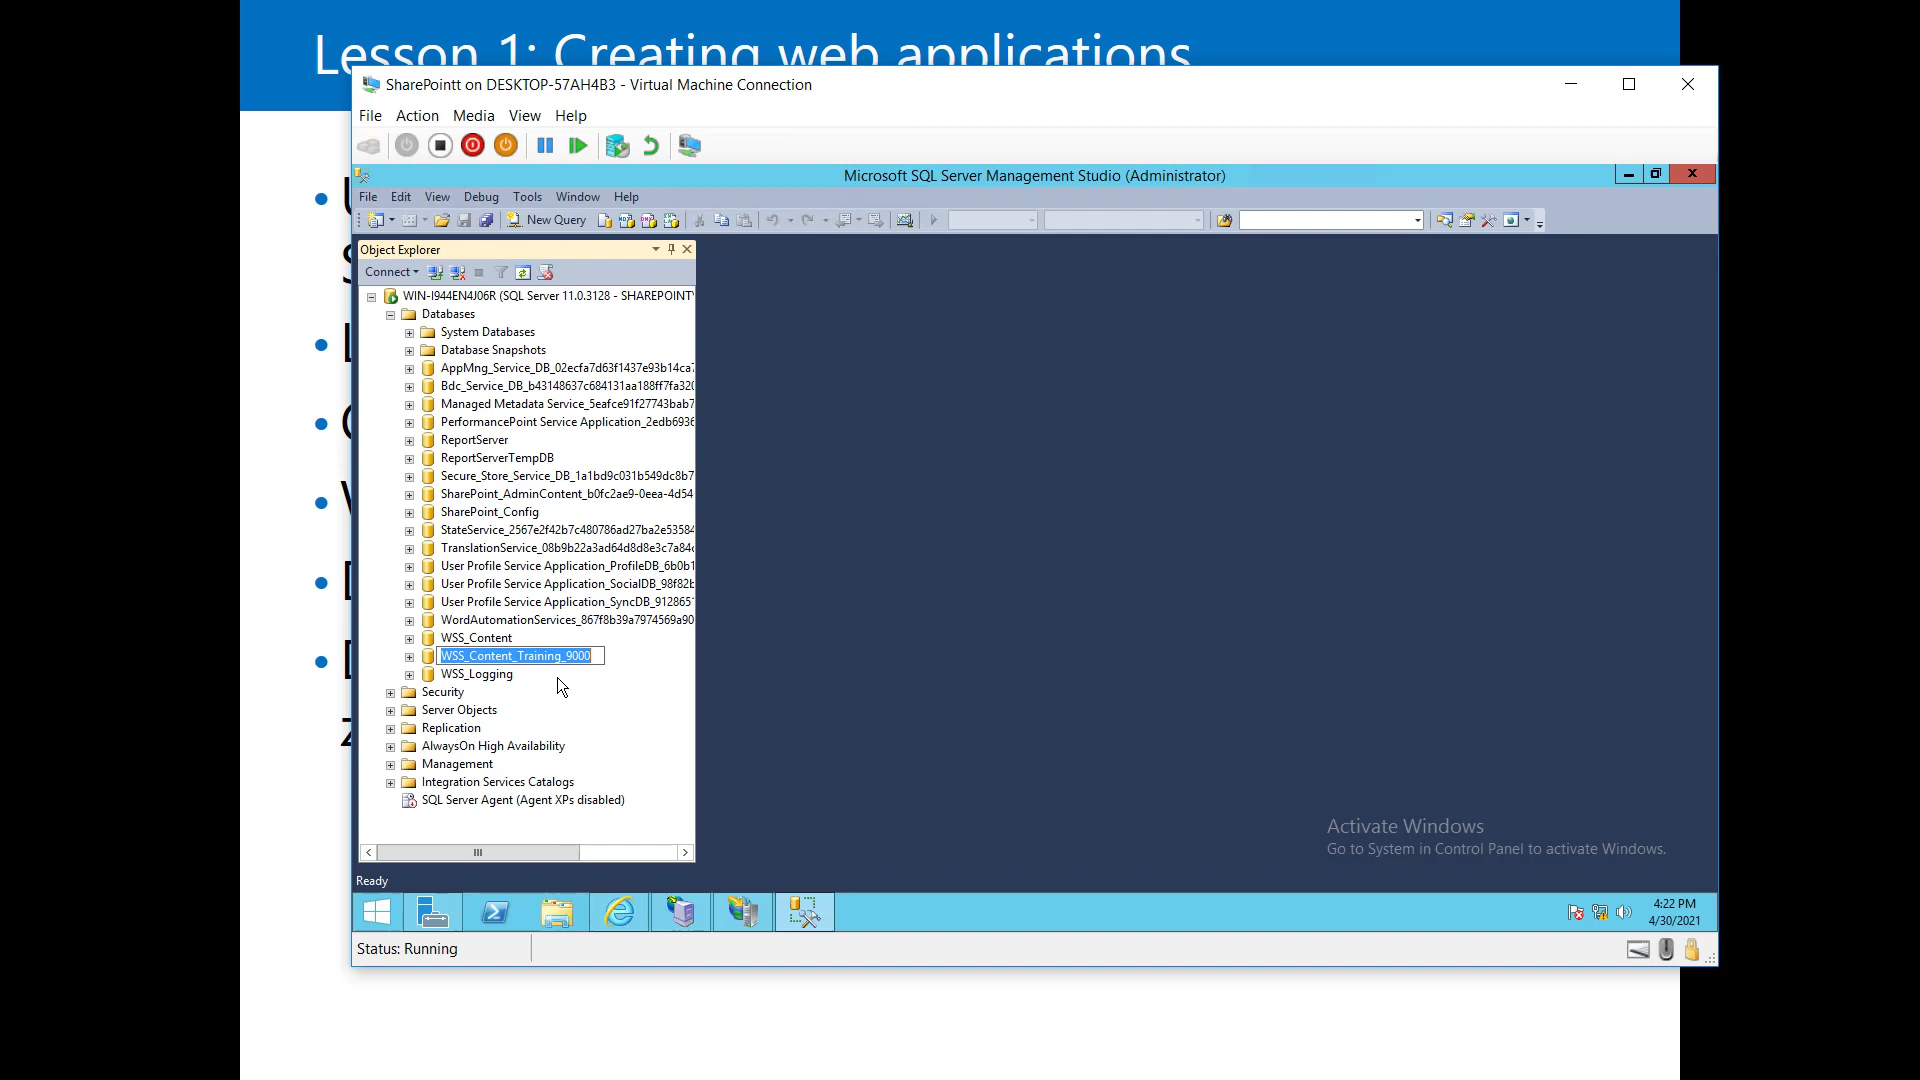 Lesson 1: Creating web applications
SharePointt on DESKTOP-57AH4B3 - Virtual Machine Connection
File Action Media View Help
Microsoft SQL Server Management Studio (Administrator)
File Edit View Debug Tools Window Help
New Query
Object Explorer
Connect
WIN-I944EN4J06R (SQL Server 11.0.3128 - SHAREPOINT\
Databases
System Databases
Database Snapshots
AppMng_Service_DB_02ecfa7d63f1437e93b14ca7
Bdc_Service_DB_b43148637c684131aa188ff7fa320
Managed Metadata Service_5eafce91f27743bab7
PerformancePoint Service Application_2edb6936
ReportServer
ReportServerTempDB
Secure_Store_Service_DB_1a1bd9c031b549dc8b7
SharePoint_AdminContent_b0fc2ae9-0eea-4d54
SharePoint_Config
StateService_2567e2f42b7c480786ad27ba2e53584
TranslationService_08b9b22a3ad64d8d8e3c7a84
User Profile Service Application_ProfileDB_6b0b1
User Profile Service Application_SocialDB_98f82b
User Profile Service Application_SyncDB_912865
WordAutomationServices_867f8b39a7974569a90
WSS_Content
WSS_Content_Training_9000
WSS_Logging
Security
Server Objects
Replication
AlwaysOn High Availability
Management
Integration Services Catalogs
SQL Server Agent (Agent XPs disabled)
Activate Windows
Go to System in Control Panel to activate Windows.
Ready
4:22 PM
4/30/2021
Status: Running